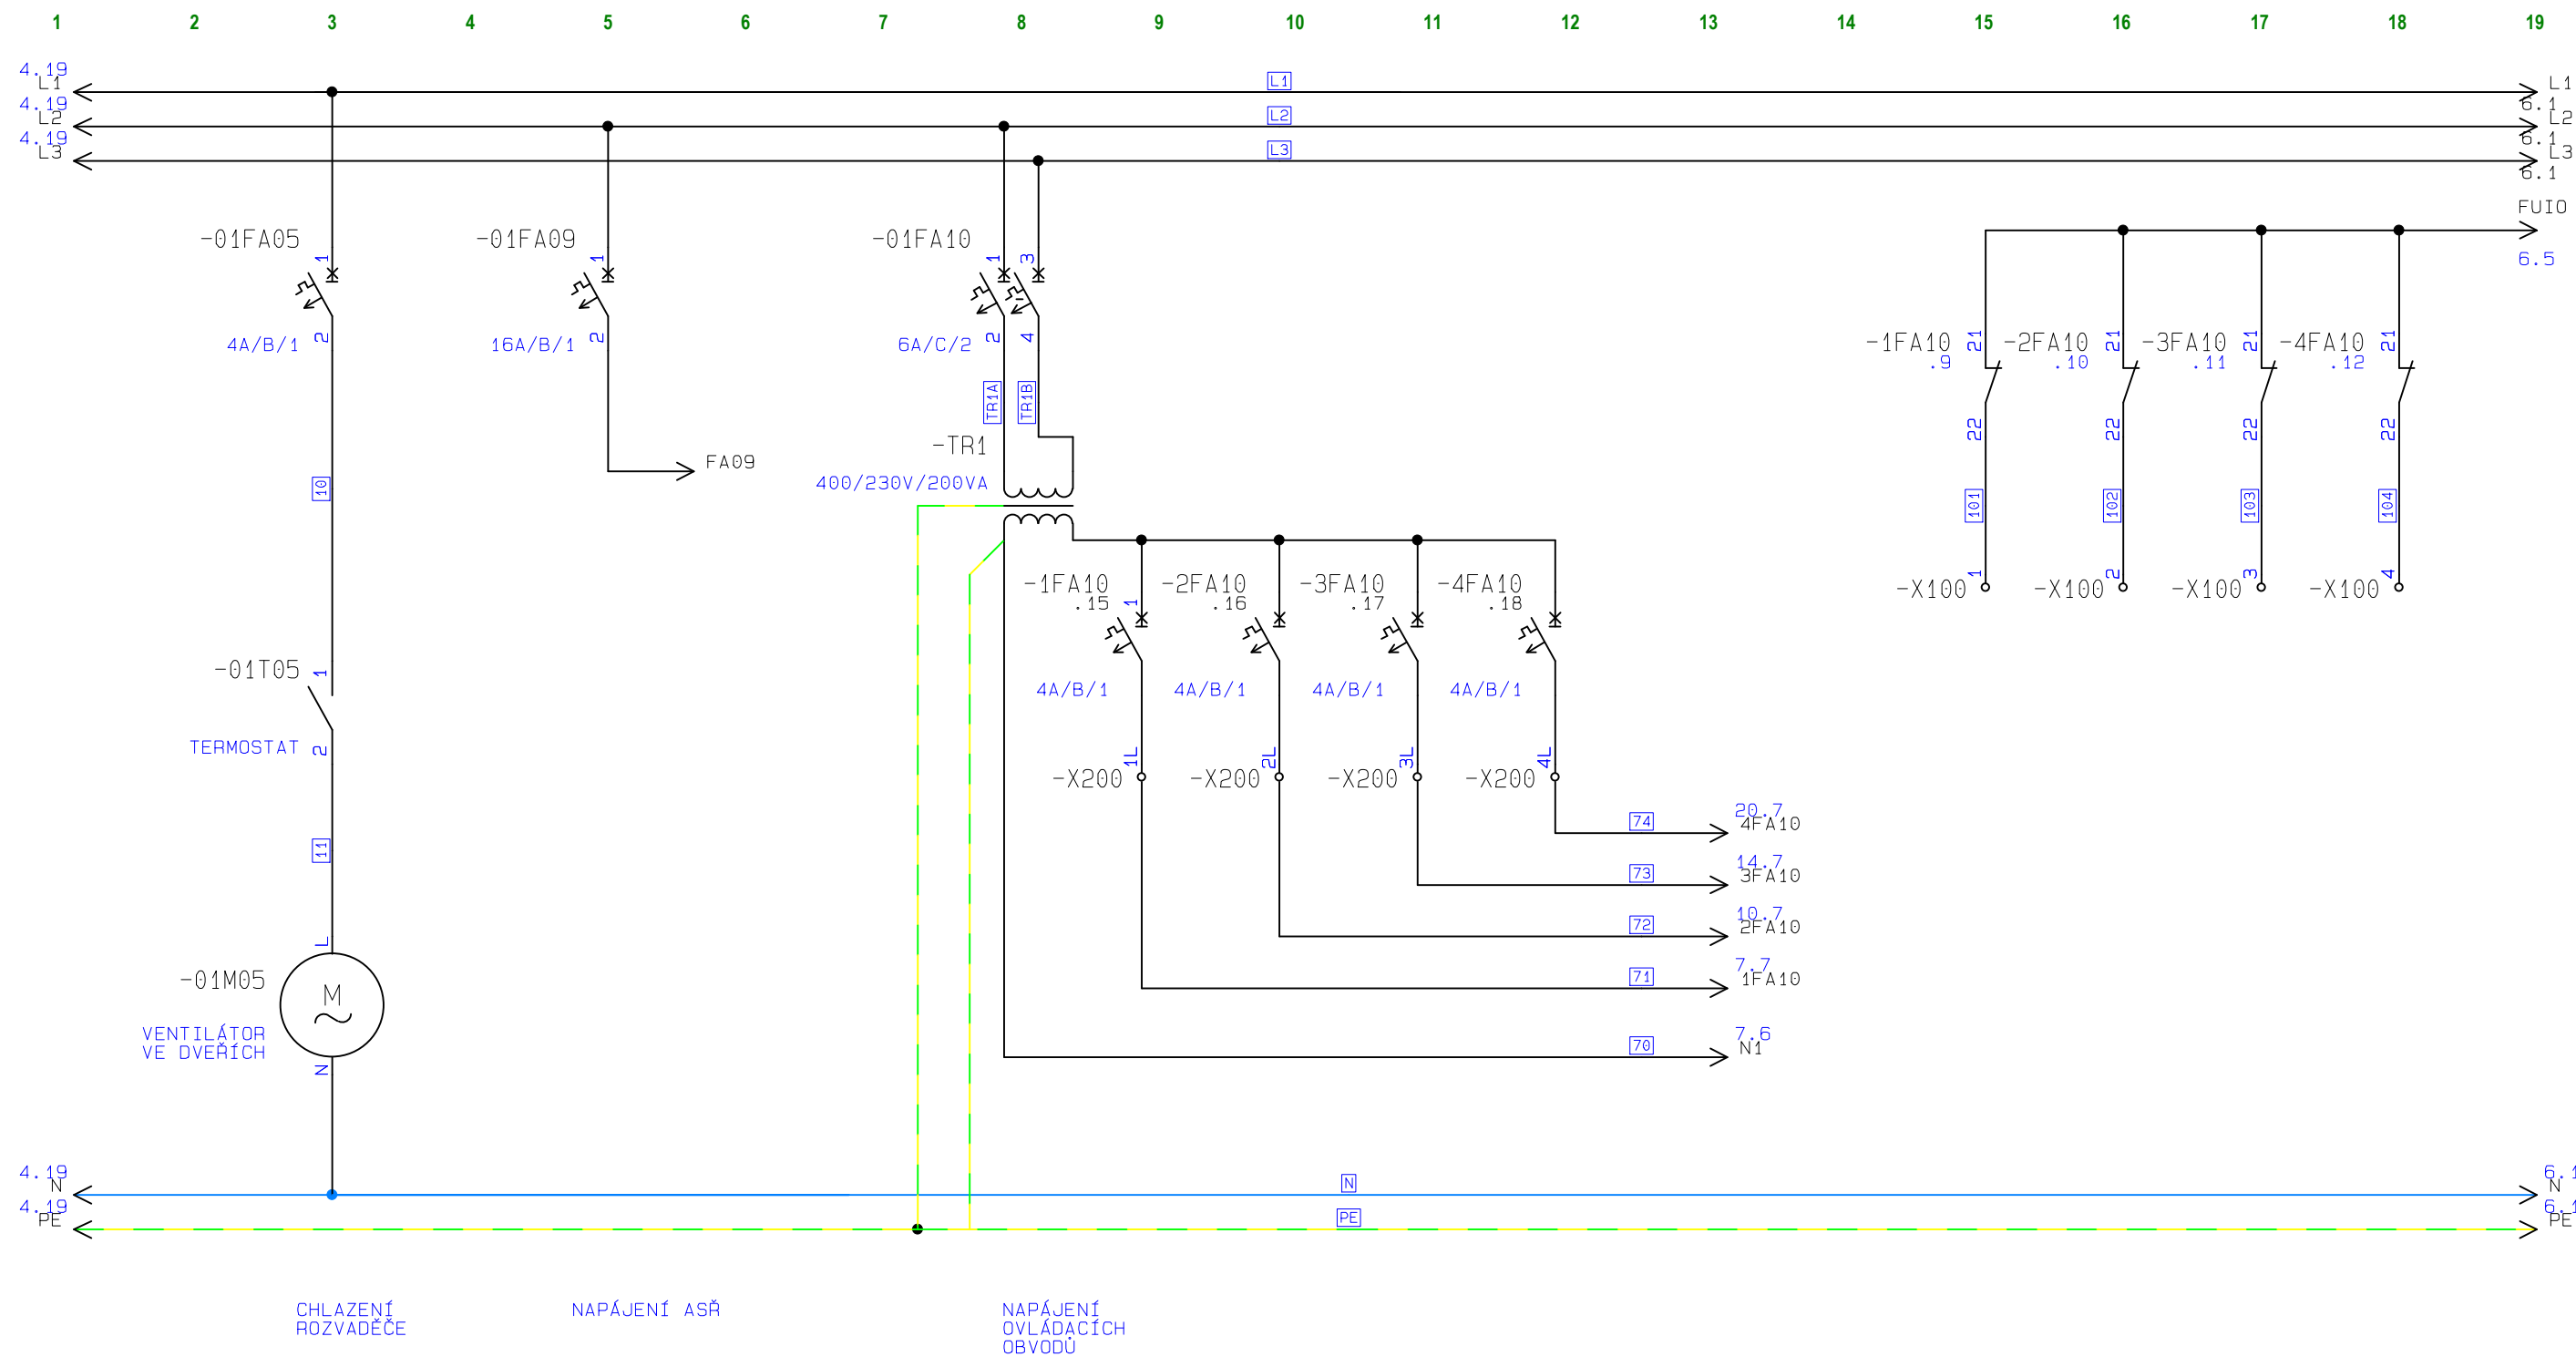 1 2 3 4 5 6 7 8 9 10 11 12 13 14 15 16 17 18 19
4.19
L1
L1
L1
6.1
4.19
L2
L2
L2
6.1
4.19
L3
L3
L3
6.1
FUIO
6.5
-01FA05
1
2
4A/B/1
-01FA09
1
2
16A/B/1
-01FA10
1
3
2
4
6A/C/2
TR1A
TR1B
-1FA10
.9
21
22
-2FA10
.10
21
22
-3FA10
.11
21
22
-4FA10
.12
21
22
10
FA09
-TR1
400/230V/200VA
101
102
103
104
-X100
1
-X100
2
-X100
3
-X100
4
-1FA10
.15
1
-2FA10
.16
-3FA10
.17
-4FA10
.18
4A/B/1
4A/B/1
4A/B/1
4A/B/1
-01T05
1
TERMOSTAT
2
-X200
1L
-X200
2L
-X200
3L
-X200
4L
11
74
20.7
4FA10
73
14.7
3FA10
72
10.7
2FA10
71
7.7
1FA10
70
7.6
N1
L
-01M05
M
VENTILÁTOR
VE DVEŘÍCH
N
4.19
N
N
6.1
N
4.19
PE
PE
6.1
PE
CHLAZENÍ
ROZVADĚČE
NAPÁJENÍ ASŘ
NAPÁJENÍ
OVLÁDACÍCH
OBVODŮ